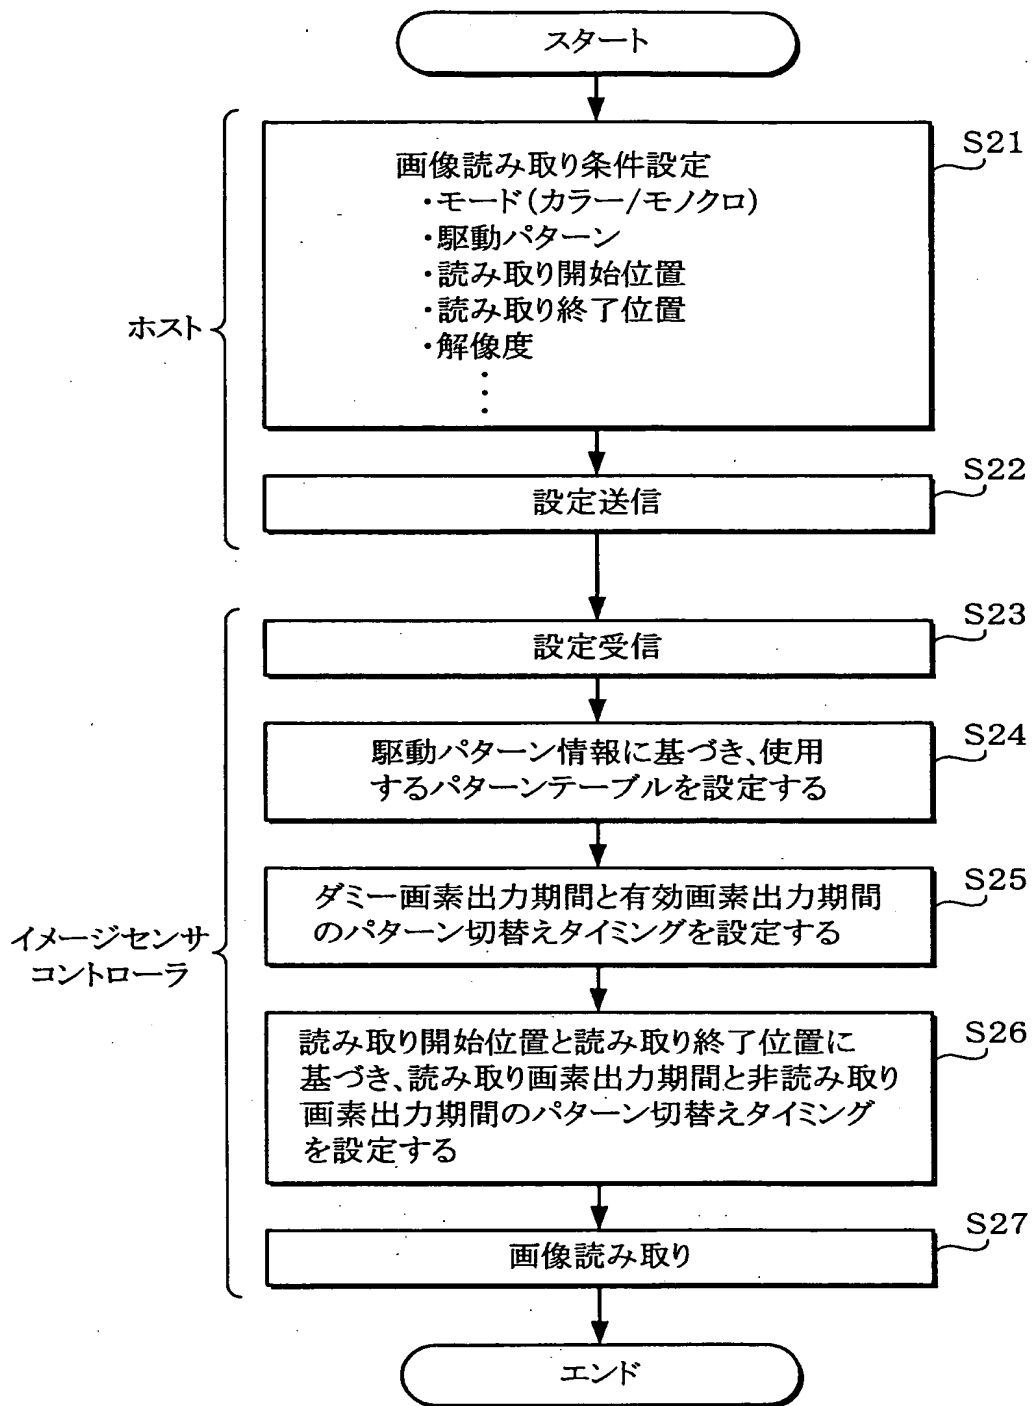 スタート
S21
画像読み取り条件設定
・モード(カラー/モノクロ)
・駆動パターン
・読み取り開始位置
・読み取り終了位置
・解像度
・
・
・
ホスト
S22
設定送信
S23
設定受信
S24
駆動パターン情報に基づき、使用
するパターンテーブルを設定する
S25
ダミー画素出力期間と有効画素出力期間
のパターン切替えタイミングを設定する
イメージセンサ
コントローラ
S26
読み取り開始位置と読み取り終了位置に
基づき、読み取り画素出力期間と非読み取り
画素出力期間のパターン切替えタイミング
を設定する
S27
画像読み取り
エンド